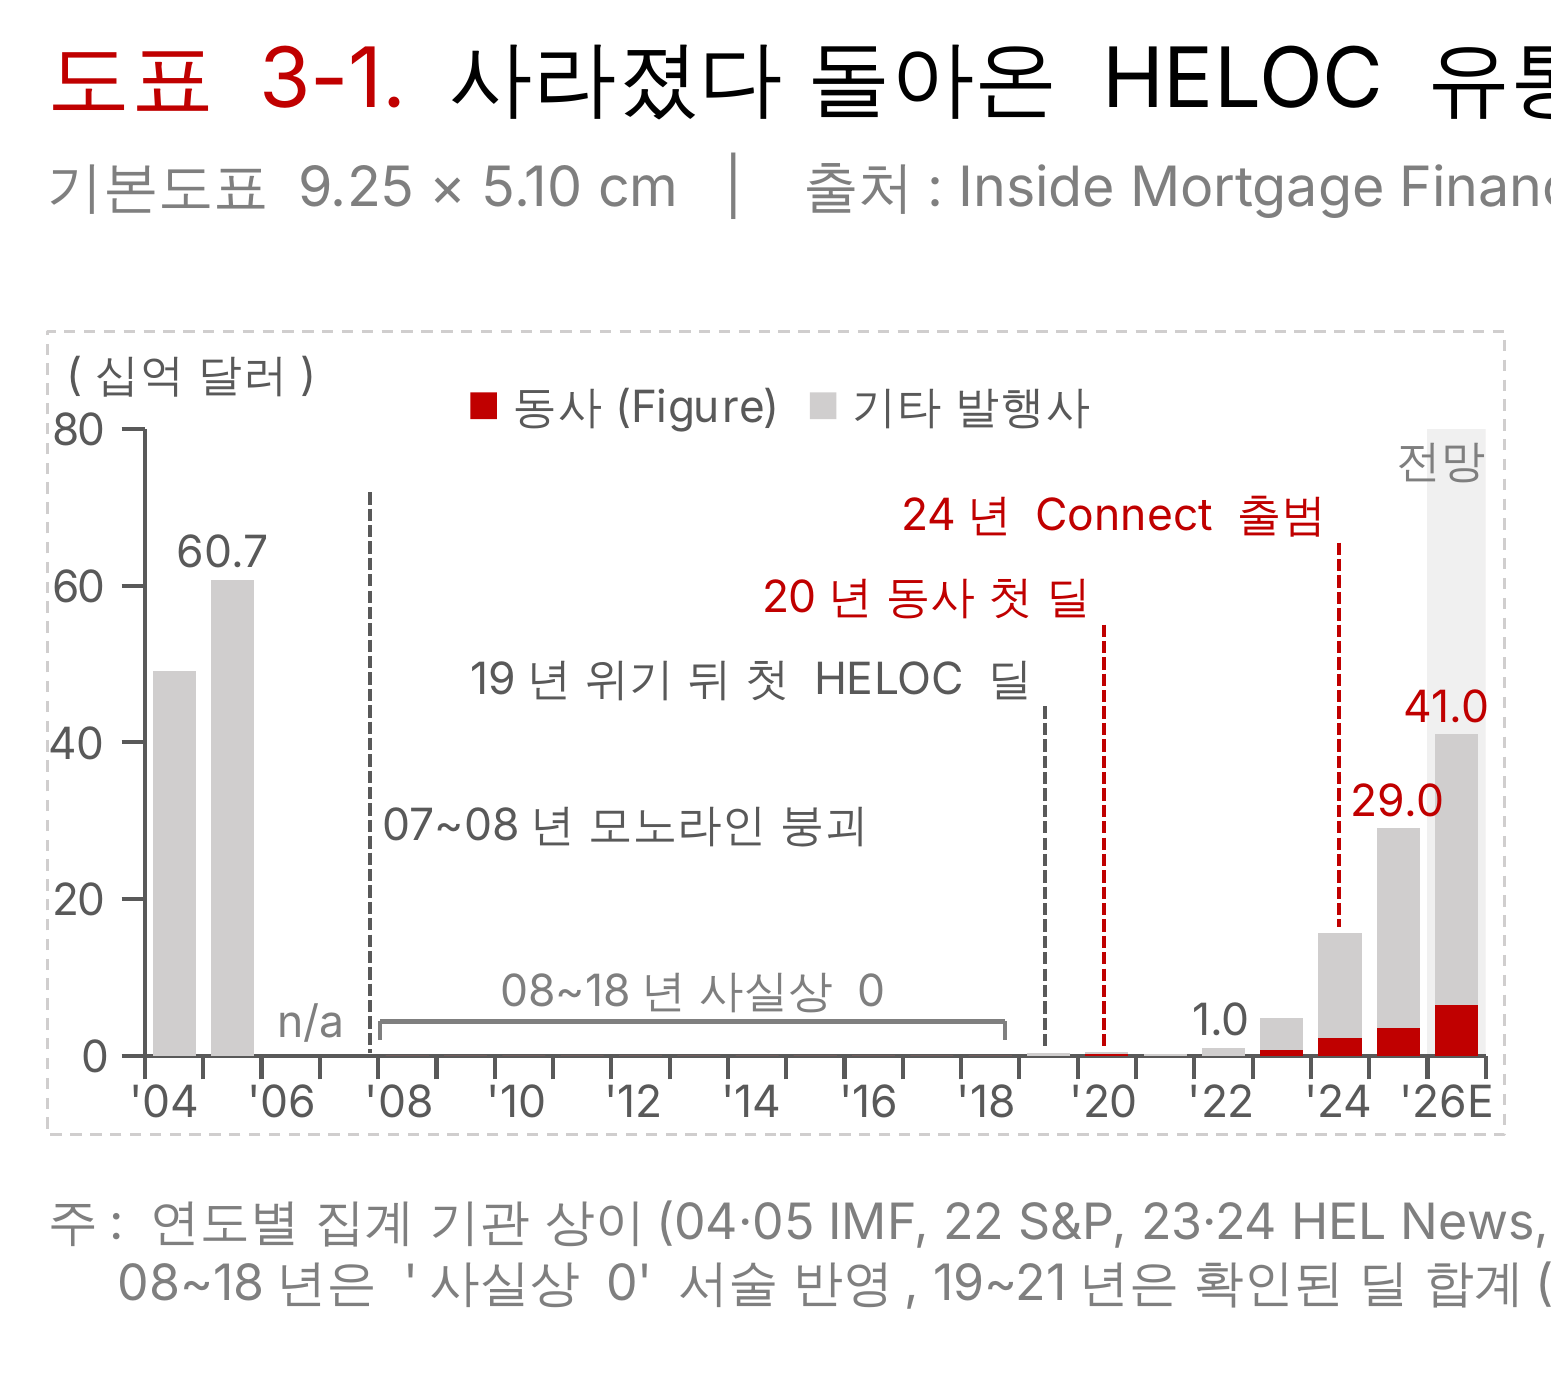 도표 3-1. 사라졌다 돌아온 HELOC 유통
기본도표 9.25 × 5.10 cm | 출처 : Inside Mortgage Financ
( 십억 달러 )
동사 (Figure) 기타 발행사
80
전망
24 년 Connect 출범
60.7
60
20 년 동사 첫 딜
19 년 위기 뒤 첫 HELOC 딜
41.0
40
29.0
07~08 년 모노라인 붕괴
20
08~18 년 사실상 0
n/a
1.0
0
'04 '06 '08 '10 '12 '14 '16 '18 '20 '22 '24 '26E
주 : 연도별 집계 기관 상이 (04·05 IMF, 22 S&P, 23·24 HEL News,
08~18 년은 ' 사실상 0' 서술 반영 , 19~21 년은 확인된 딜 합계 (